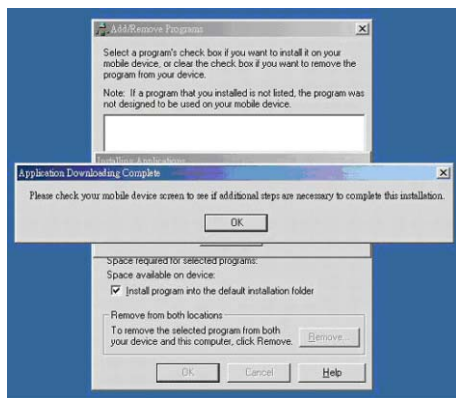 Add/Remove Programs
Select a program's check box if you want to install it on your
mobile device, or clear the check box if you want to remove the
program from your device.
Note: If a program that you installed is not listed, the program was
not designed to be used on your mobile device.
Installing Applications
Application Downloading Complete
Please check your mobile device screen to see if additional steps are necessary to complete this installation.
OK
Space required for selected programs:
Space available on device:
Install program into the default installation folder
Remove from both locations
To remove the selected program from both
your device and this computer, click Remove.
Remove...
OK
Cancel
Help